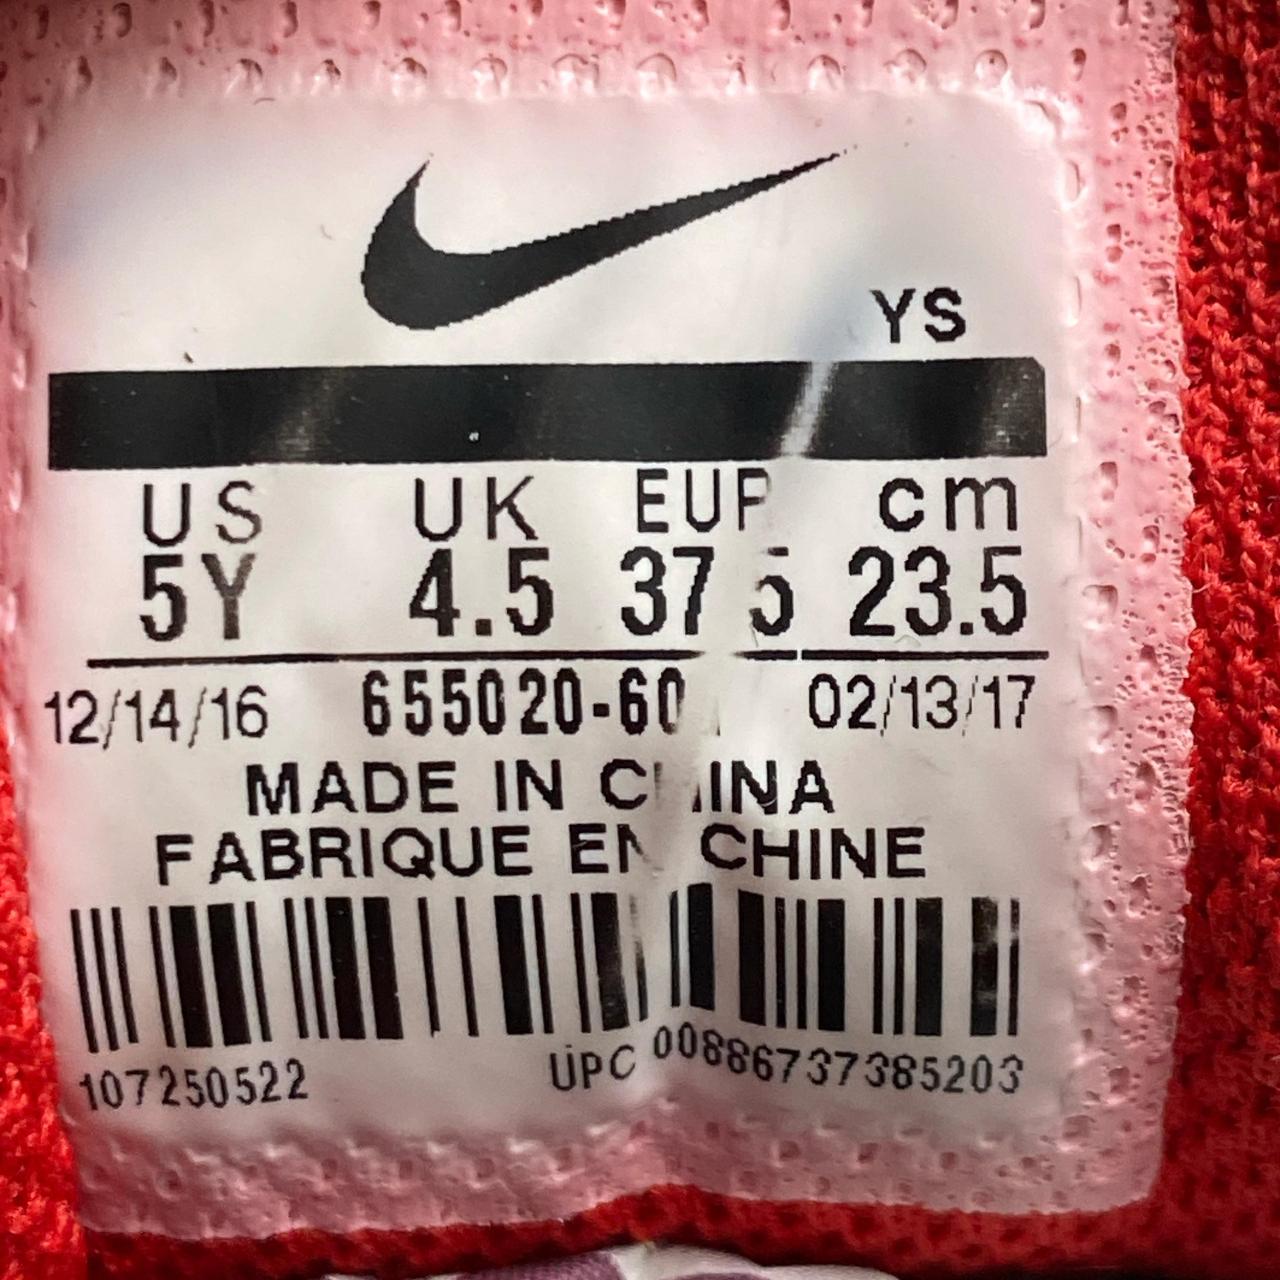 YS
US UK EUR cm
5Y 4.5 37.5 23.5
12/14/16 655020-60 02/13/17
MADE IN CHINA
FABRIQUE EN CHINE
107250522 UPC 00886737385203